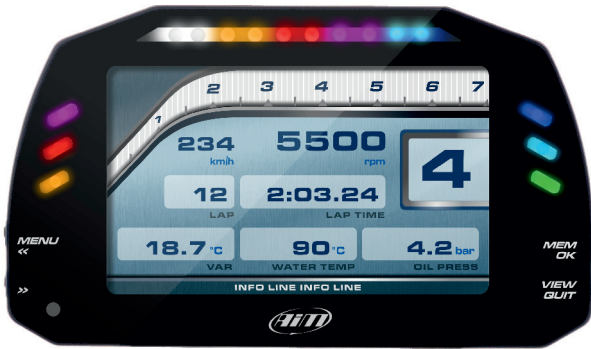 1 2 3 4 5 6 7
234 km/h
5500 rpm
4
12 LAP
2:03.24 LAP TIME
18.7 °C VAR
90 °C WATER TEMP
4.2 bar OIL PRESS
INFO LINE INFO LINE
MENU
<<
>>
MEM
OK
VIEW
QUIT
AiM